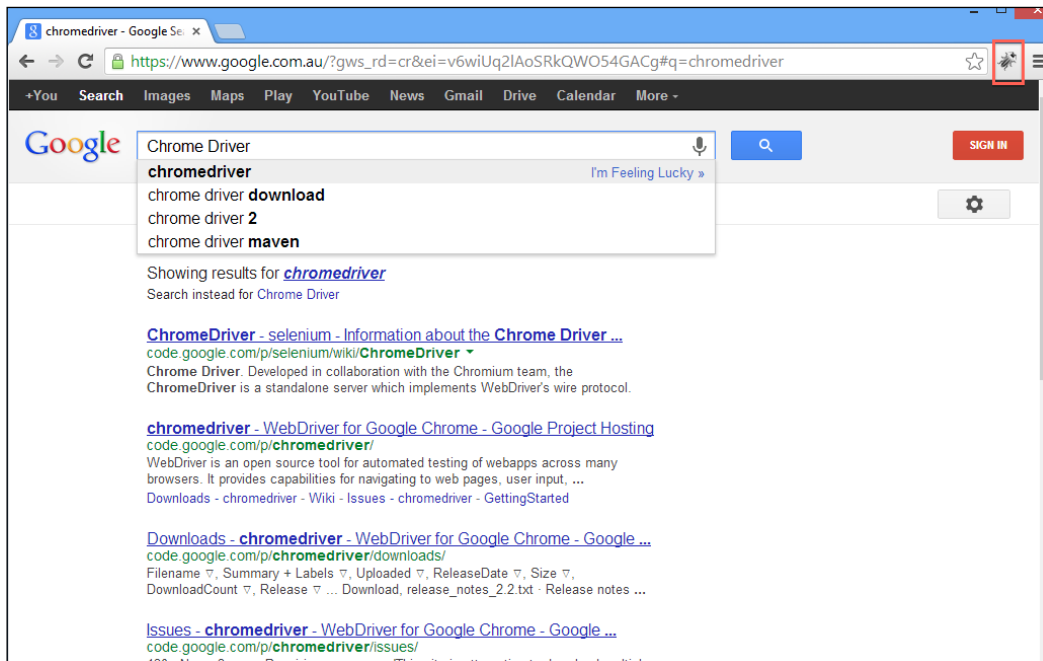 chromedriver - Google Se
https://www.google.com.au/?gws_rd=cr&ei=v6wiUq2lAoSRkQWO54GACg#q=chromedriver
+You Search Images Maps Play YouTube News Gmail Drive Calendar More
Google Chrome Driver SIGN IN
chromedriver I'm Feeling Lucky »
chrome driver download
chrome driver 2
chrome driver maven
Showing results for chromedriver
Search instead for Chrome Driver
ChromeDriver - selenium - Information about the Chrome Driver ...
code.google.com/p/selenium/wiki/ChromeDriver
Chrome Driver. Developed in collaboration with the Chromium team, the
ChromeDriver is a standalone server which implements WebDriver's wire protocol.
chromedriver - WebDriver for Google Chrome - Google Project Hosting
code.google.com/p/chromedriver/
WebDriver is an open source tool for automated testing of webapps across many
browsers. It provides capabilities for navigating to web pages, user input, ...
Downloads - chromedriver - Wiki - Issues - chromedriver - GettingStarted
Downloads - chromedriver - WebDriver for Google Chrome - Google ...
code.google.com/p/chromedriver/downloads/
Filename ▿, Summary + Labels ▿, Uploaded ▿, ReleaseDate ▿, Size ▿,
DownloadCount ▿, Release ▿ ... Download, release_notes_2.2.txt · Release notes ...
Issues - chromedriver - WebDriver for Google Chrome - Google ...
code.google.com/p/chromedriver/issues/